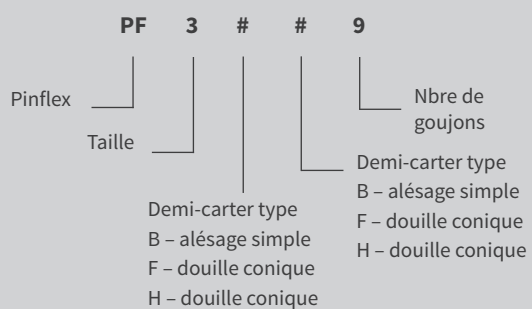 PF 3 # # 9
Pinflex
Taille
Demi-carter type
B – alésage simple
F – douille conique
H – douille conique
Demi-carter type
B – alésage simple
F – douille conique
H – douille conique
Nbre de
goujons